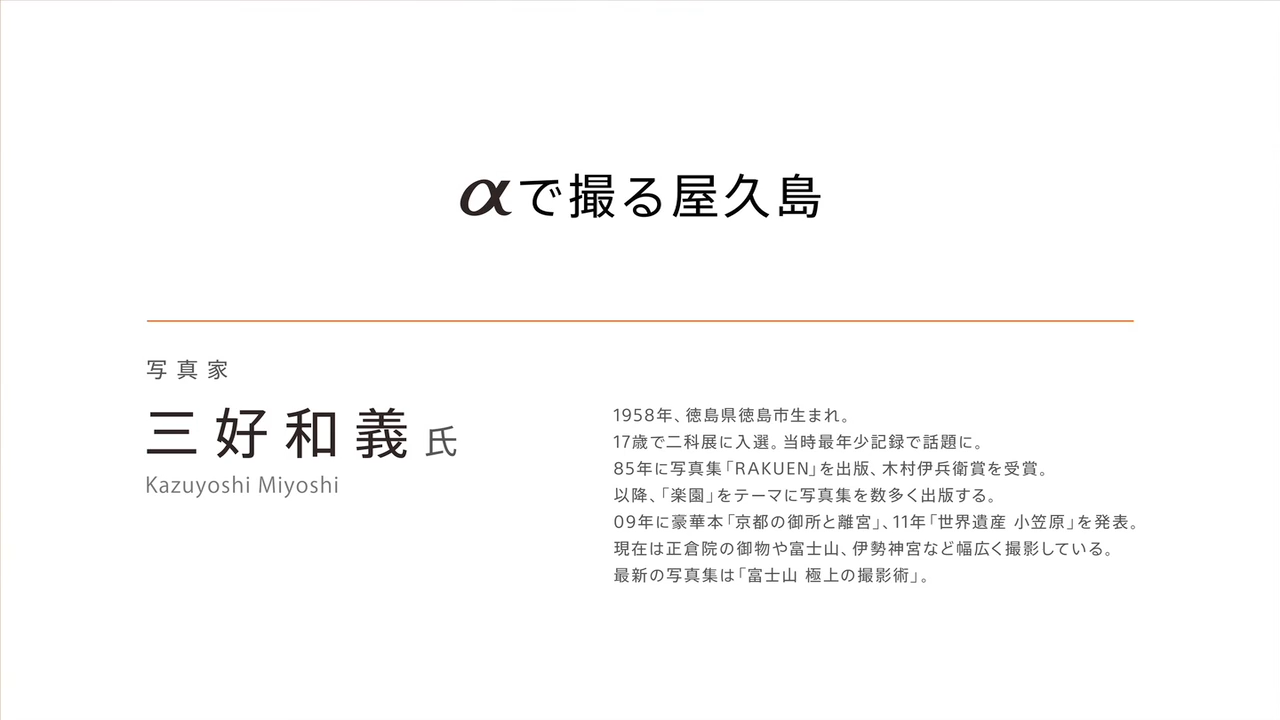 αで撮る屋久島
写真家
三好和義 氏
Kazuyoshi Miyoshi
1958年、徳島県徳島市生まれ。
17歳で二科展に入選。当時最年少記録で話題に。
85年に写真集「RAKUEN」を出版、木村伊兵衛賞を受賞。
以降、「楽園」をテーマに写真集を数多く出版する。
09年に豪華本「京都の御所と離宮」、11年「世界遺産 小笠原」を発表。
現在は正倉院の御物や富士山、伊勢神宮など幅広く撮影している。
最新の写真集は「富士山 極上の撮影術」。